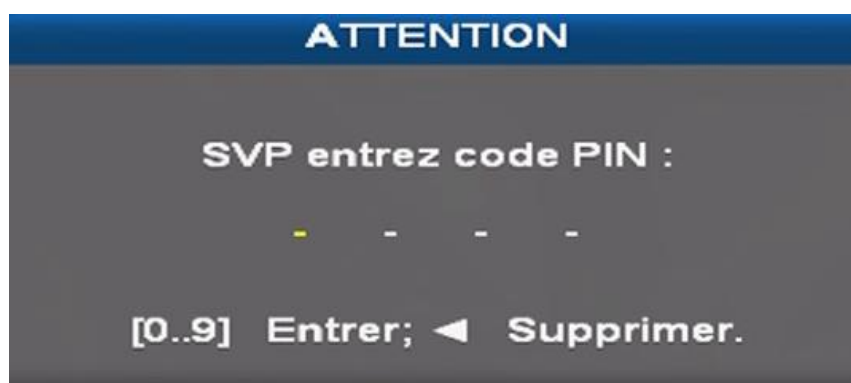 ATTENTION
SVP entrez code PIN :
- - - -
[0..9] Entrer; ◄ Supprimer.